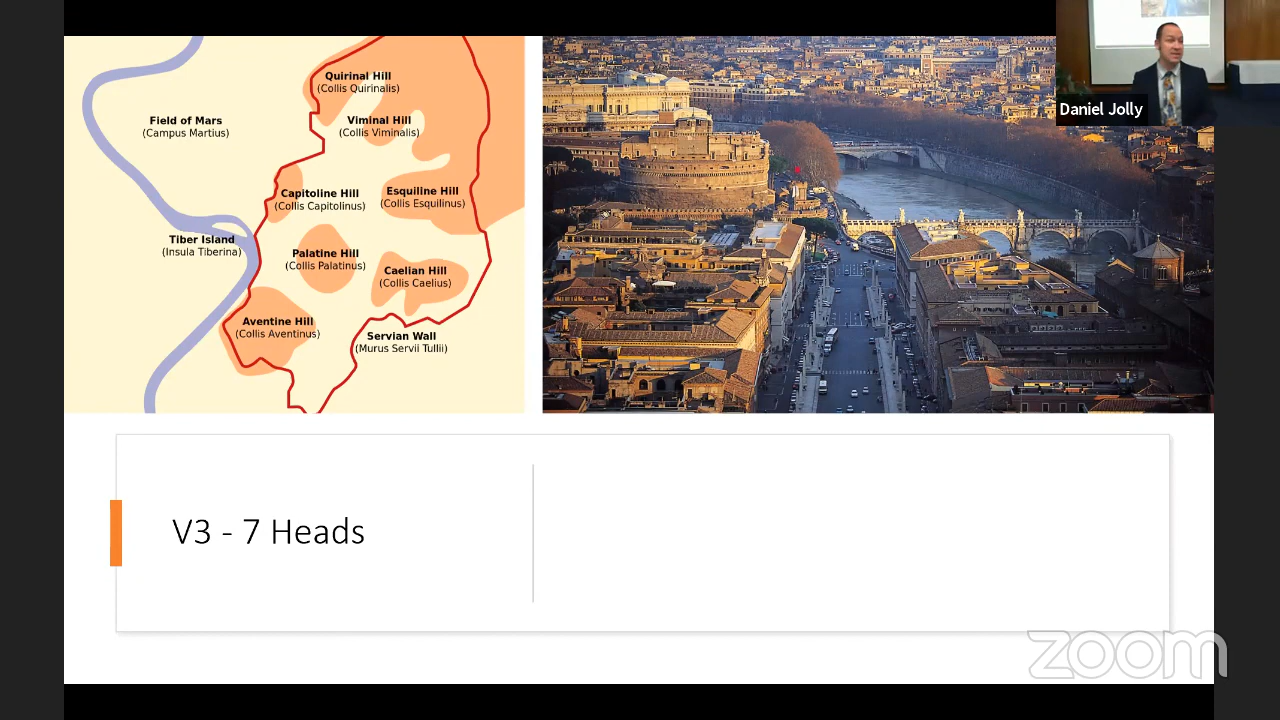 Quirinal Hill
(Collis Quirinalis)
Field of Mars
(Campus Martius)
Viminal Hill
(Collis Viminalis)
Capitoline Hill
(Collis Capitolinus)
Esquiline Hill
(Collis Esquilinus)
Tiber Island
(Insula Tiberina)
Palatine Hill
(Collis Palatinus)
Caelian Hill
(Collis Caelius)
Aventine Hill
(Collis Aventinus)
Servian Wall
(Murus Servii Tullii)
Daniel Jolly
V3 - 7 Heads
zoom